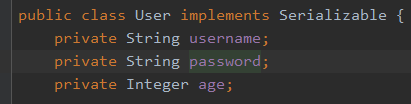 public class User implements Serializable {
private String username;
private String password;
private Integer age;